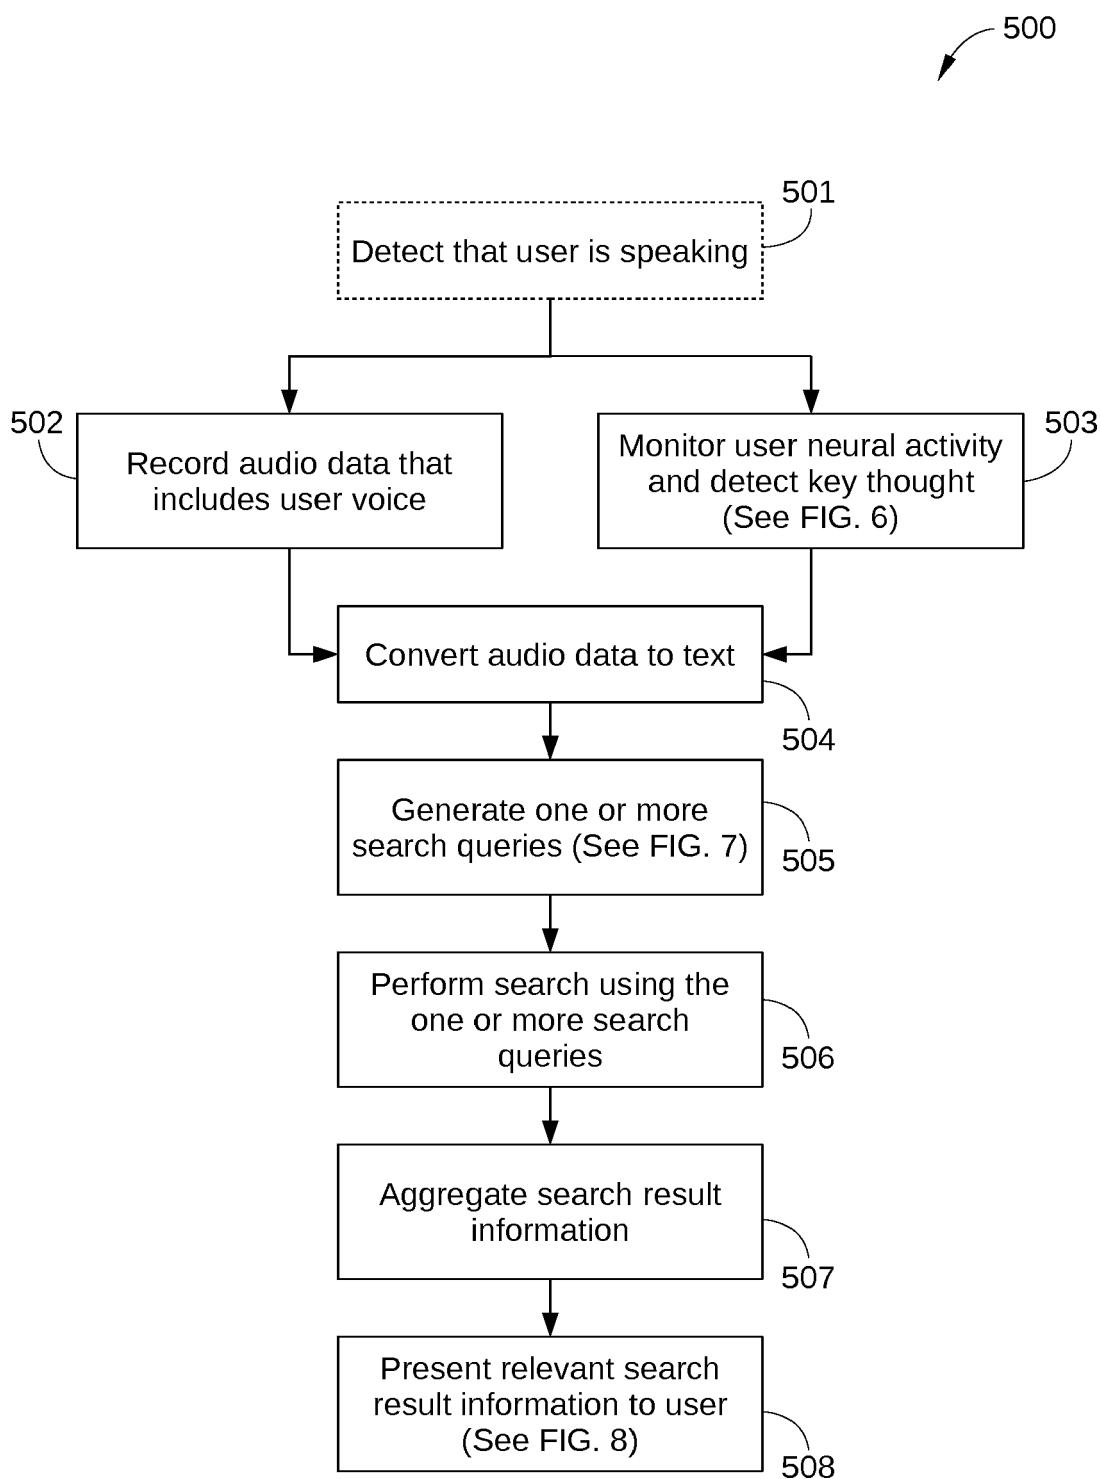 500
501
Detect that user is speaking
502
Record audio data that
includes user voice
503
Monitor user neural activity
and detect key thought
(See FIG. 6)
Convert audio data to text
504
Generate one or more
search queries (See FIG. 7)
505
Perform search using the
one or more search
queries
506
Aggregate search result
information
507
Present relevant search
result information to user
(See FIG. 8)
508